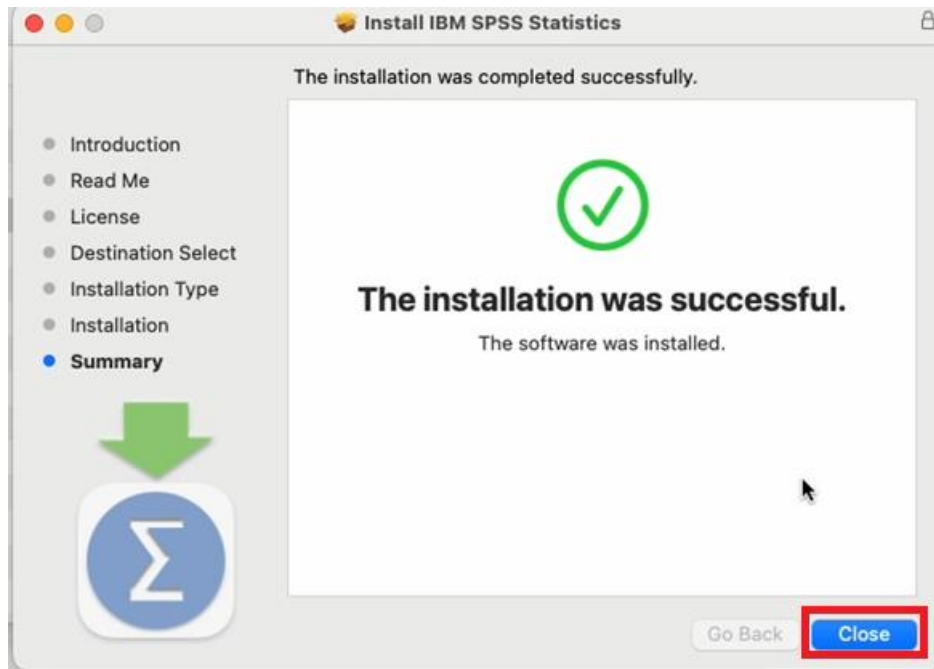 Install IBM SPSS Statistics
The installation was completed successfully.
Introduction
Read Me
License
Destination Select
Installation Type
Installation
Summary
The installation was successful.
The software was installed.
Σ
Go Back
Close